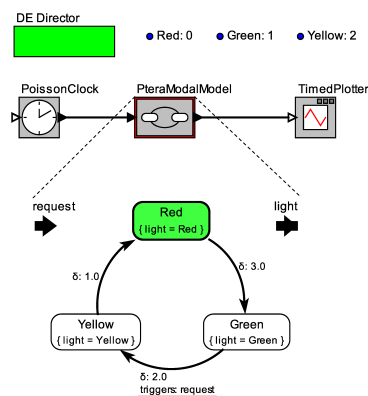 DE Director
Red: 0
Green: 1
Yellow: 2
PoissonClock
PteraModalModel
TimedPlotter
request
light
Red
{ light = Red }
δ: 1.0
δ: 3.0
Yellow
{ light = Yellow }
Green
{ light = Green }
δ: 2.0
triggers: request